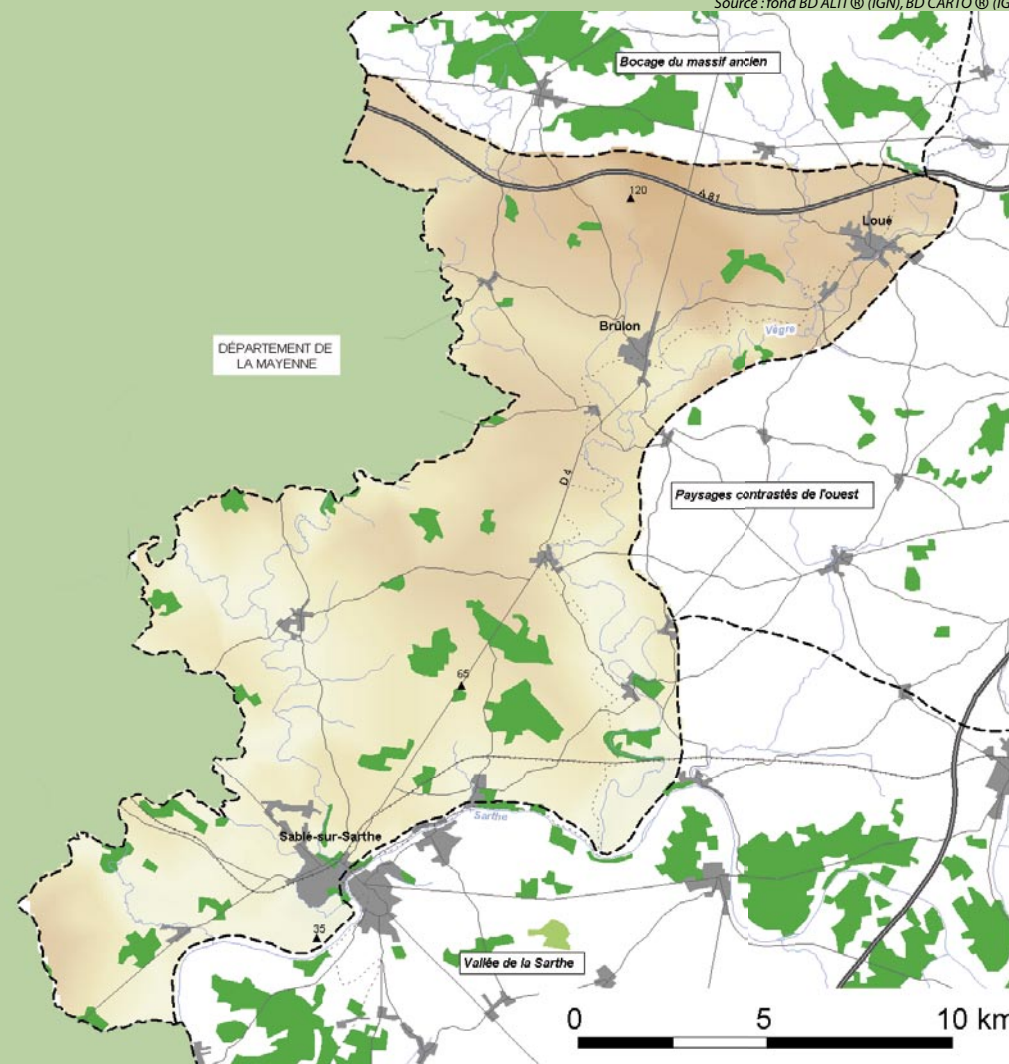 Source : fond BD ALTI ® (IGN), BD CARTO ® (IG
Bocage du massif ancien
120
A 81
Loué
Brûlon
Vègre
DÉPARTEMENT DE
LA MAYENNE
D 4
Paysages contrastés de l'ouest
65
Sarthe
Sablé-sur-Sarthe
35
Vallée de la Sarthe
0 5 10 km